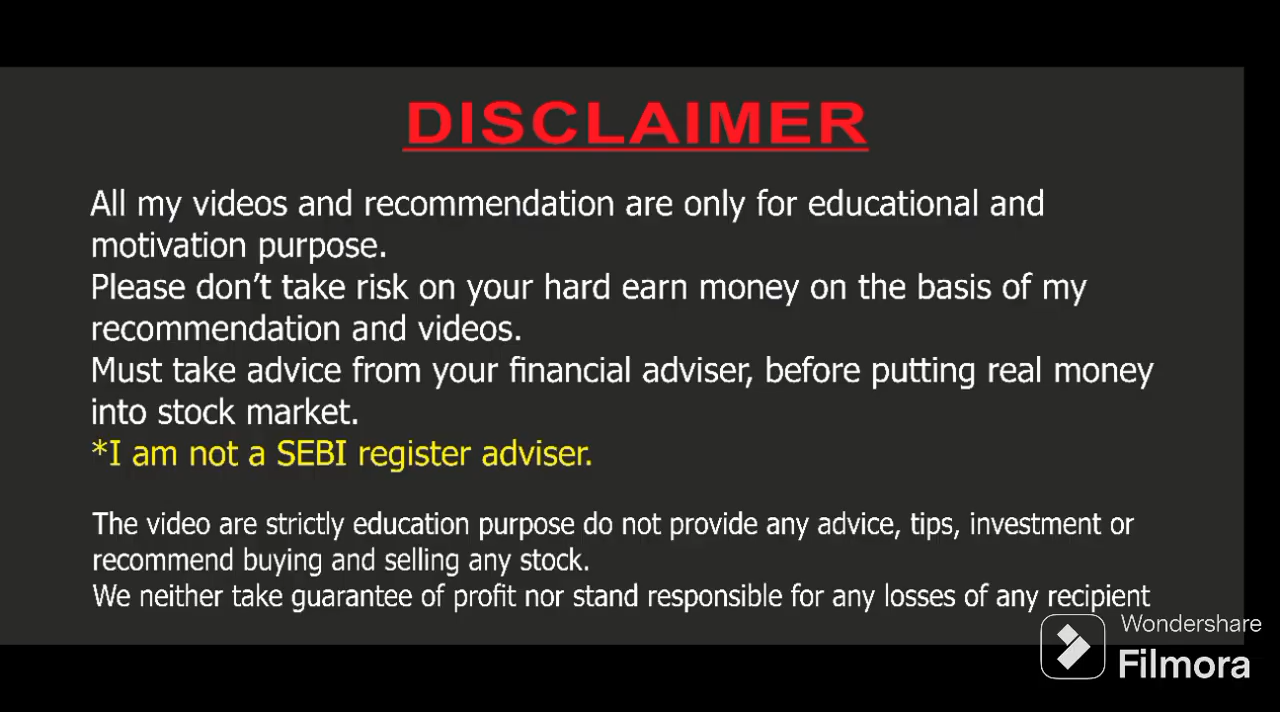 DISCLAIMER
All my videos and recommendation are only for educational and
motivation purpose.
Please don’t take risk on your hard earn money on the basis of my
recommendation and videos.
Must take advice from your financial adviser, before putting real money
into stock market.
*I am not a SEBI register adviser.
The video are strictly education purpose do not provide any advice, tips, investment or
recommend buying and selling any stock.
We neither take guarantee of profit nor stand responsible for any losses of any recipient
Wondershare
Filmora